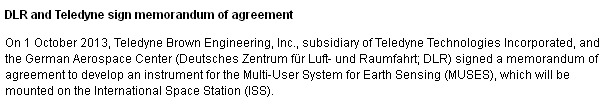 DLR and Teledyne sign memorandum of agreement
On 1 October 2013, Teledyne Brown Engineering, Inc., subsidiary of Teledyne Technologies Incorporated, and
the German Aerospace Center (Deutsches Zentrum für Luft- und Raumfahrt; DLR) signed a memorandum of
agreement to develop an instrument for the Multi-User System for Earth Sensing (MUSES), which will be
mounted on the International Space Station (ISS).